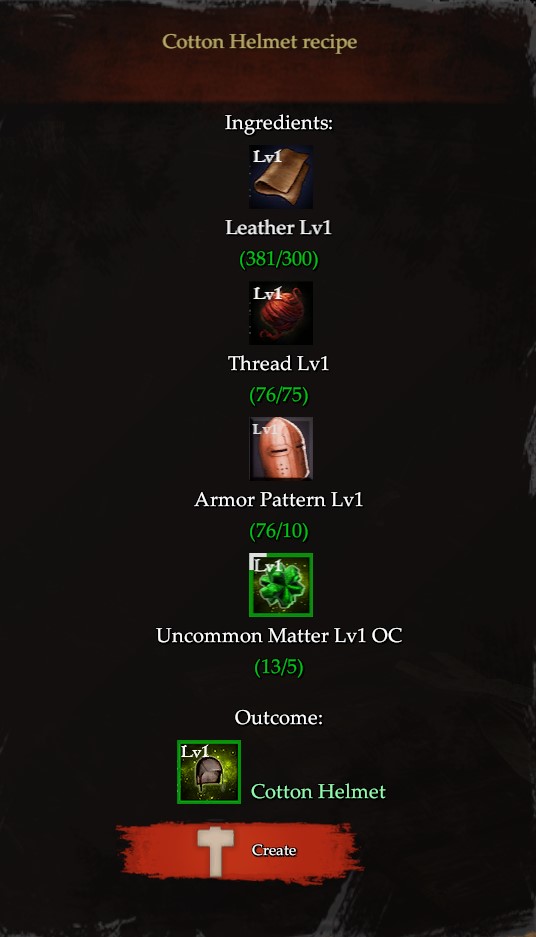 Cotton Helmet recipe
Ingredients:
Lv1
Leather Lv1
(381/300)
Lv1
Thread Lv1
(76/75)
Lv1
Armor Pattern Lv1
(76/10)
Lv1
Uncommon Matter Lv1 OC
(13/5)
Outcome:
Lv1
Cotton Helmet
Create